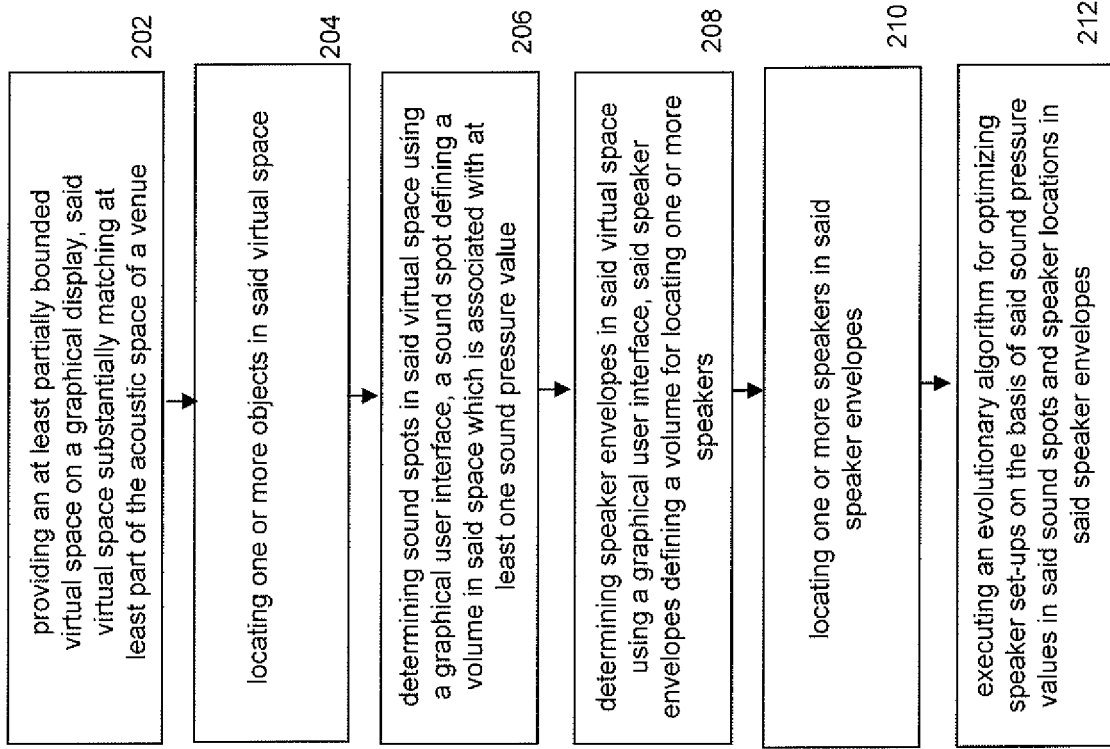 providing an at least partially bounded
virtual space on a graphical display, said
virtual space substantially matching at
least part of the acoustic space of a venue
202
locating one or more objects in said virtual space
204
determining sound spots in said virtual space using
a graphical user interface, a sound spot defining a
volume in said space which is associated with at
least one sound pressure value
206
determining speaker envelopes in said virtual space
using a graphical user interface, said speaker
envelopes defining a volume for locating one or more
speakers
208
locating one or more speakers in said
speaker envelopes
210
executing an evolutionary algorithm for optimizing
speaker set-ups on the basis of said sound pressure
values in said sound spots and speaker locations in
said speaker envelopes
212